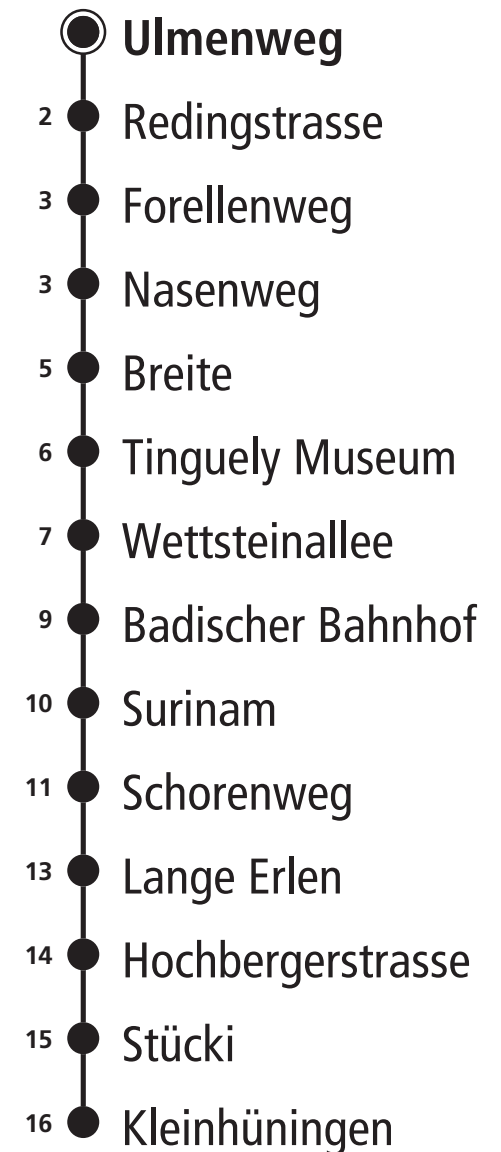 Ulmenweg
2 Redingstrasse
3 Forellenweg
3 Nasenweg
5 Breite
6 Tinguely Museum
7 Wettsteinallee
9 Badischer Bahnhof
10 Surinam
11 Schorenweg
13 Lange Erlen
14 Hochbergerstrasse
15 Stücki
16 Kleinhüningen